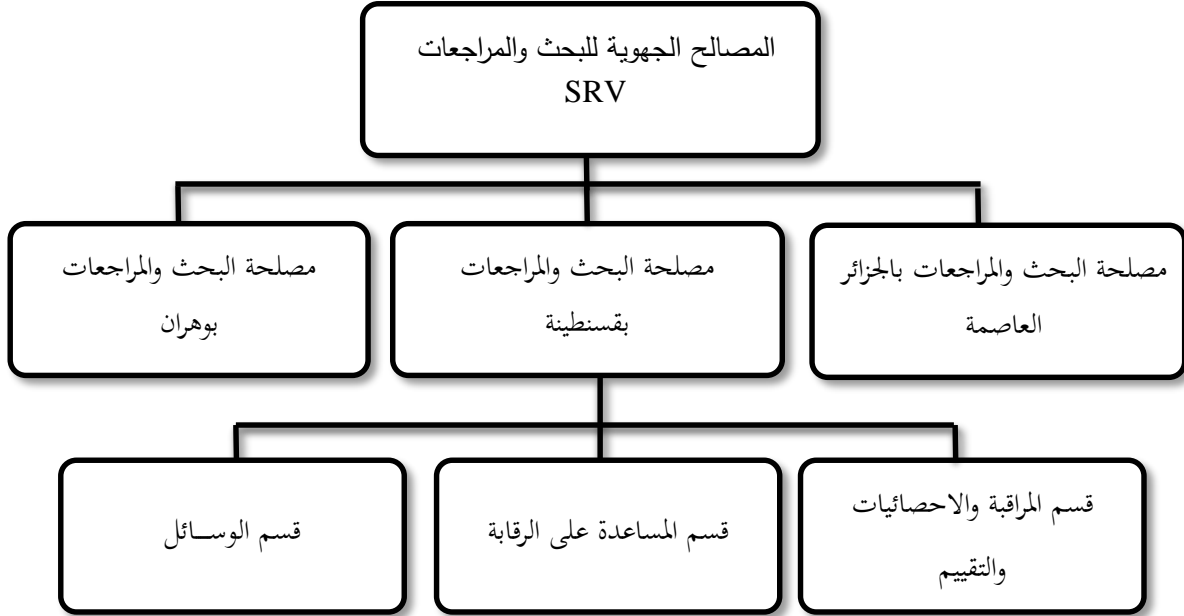 المصالح الجهوية للبحث والمراجعات
SRV
مصلحة البحث والمراجعات بالجزائر
العاصمة
مصلحة البحث والمراجعات
بقسنطينة
مصلحة البحث والمراجعات
بوهران
قسم المراقبة والاحصائيات
والتقييم
قسم المساعدة على الرقابة
قسم الوســائل